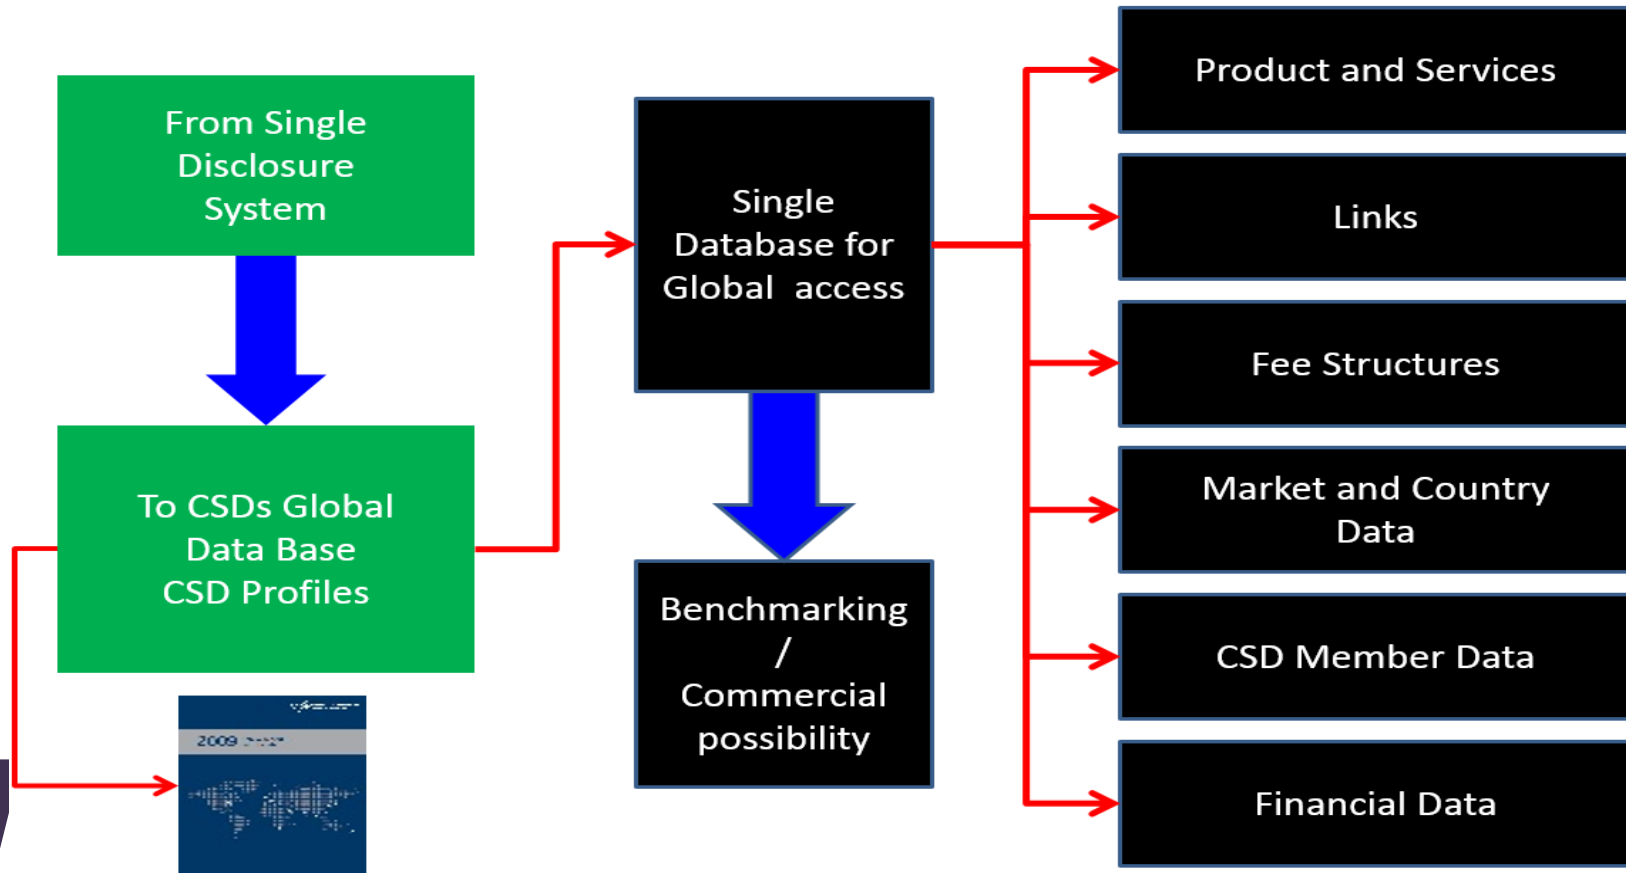 From Single
Disclosure
System
To CSDs Global
Data Base
CSD Profiles
2009
Single
Database for
Global access
Benchmarking
/
Commercial
possibility
Product and Services
Links
Fee Structures
Market and Country
Data
CSD Member Data
Financial Data